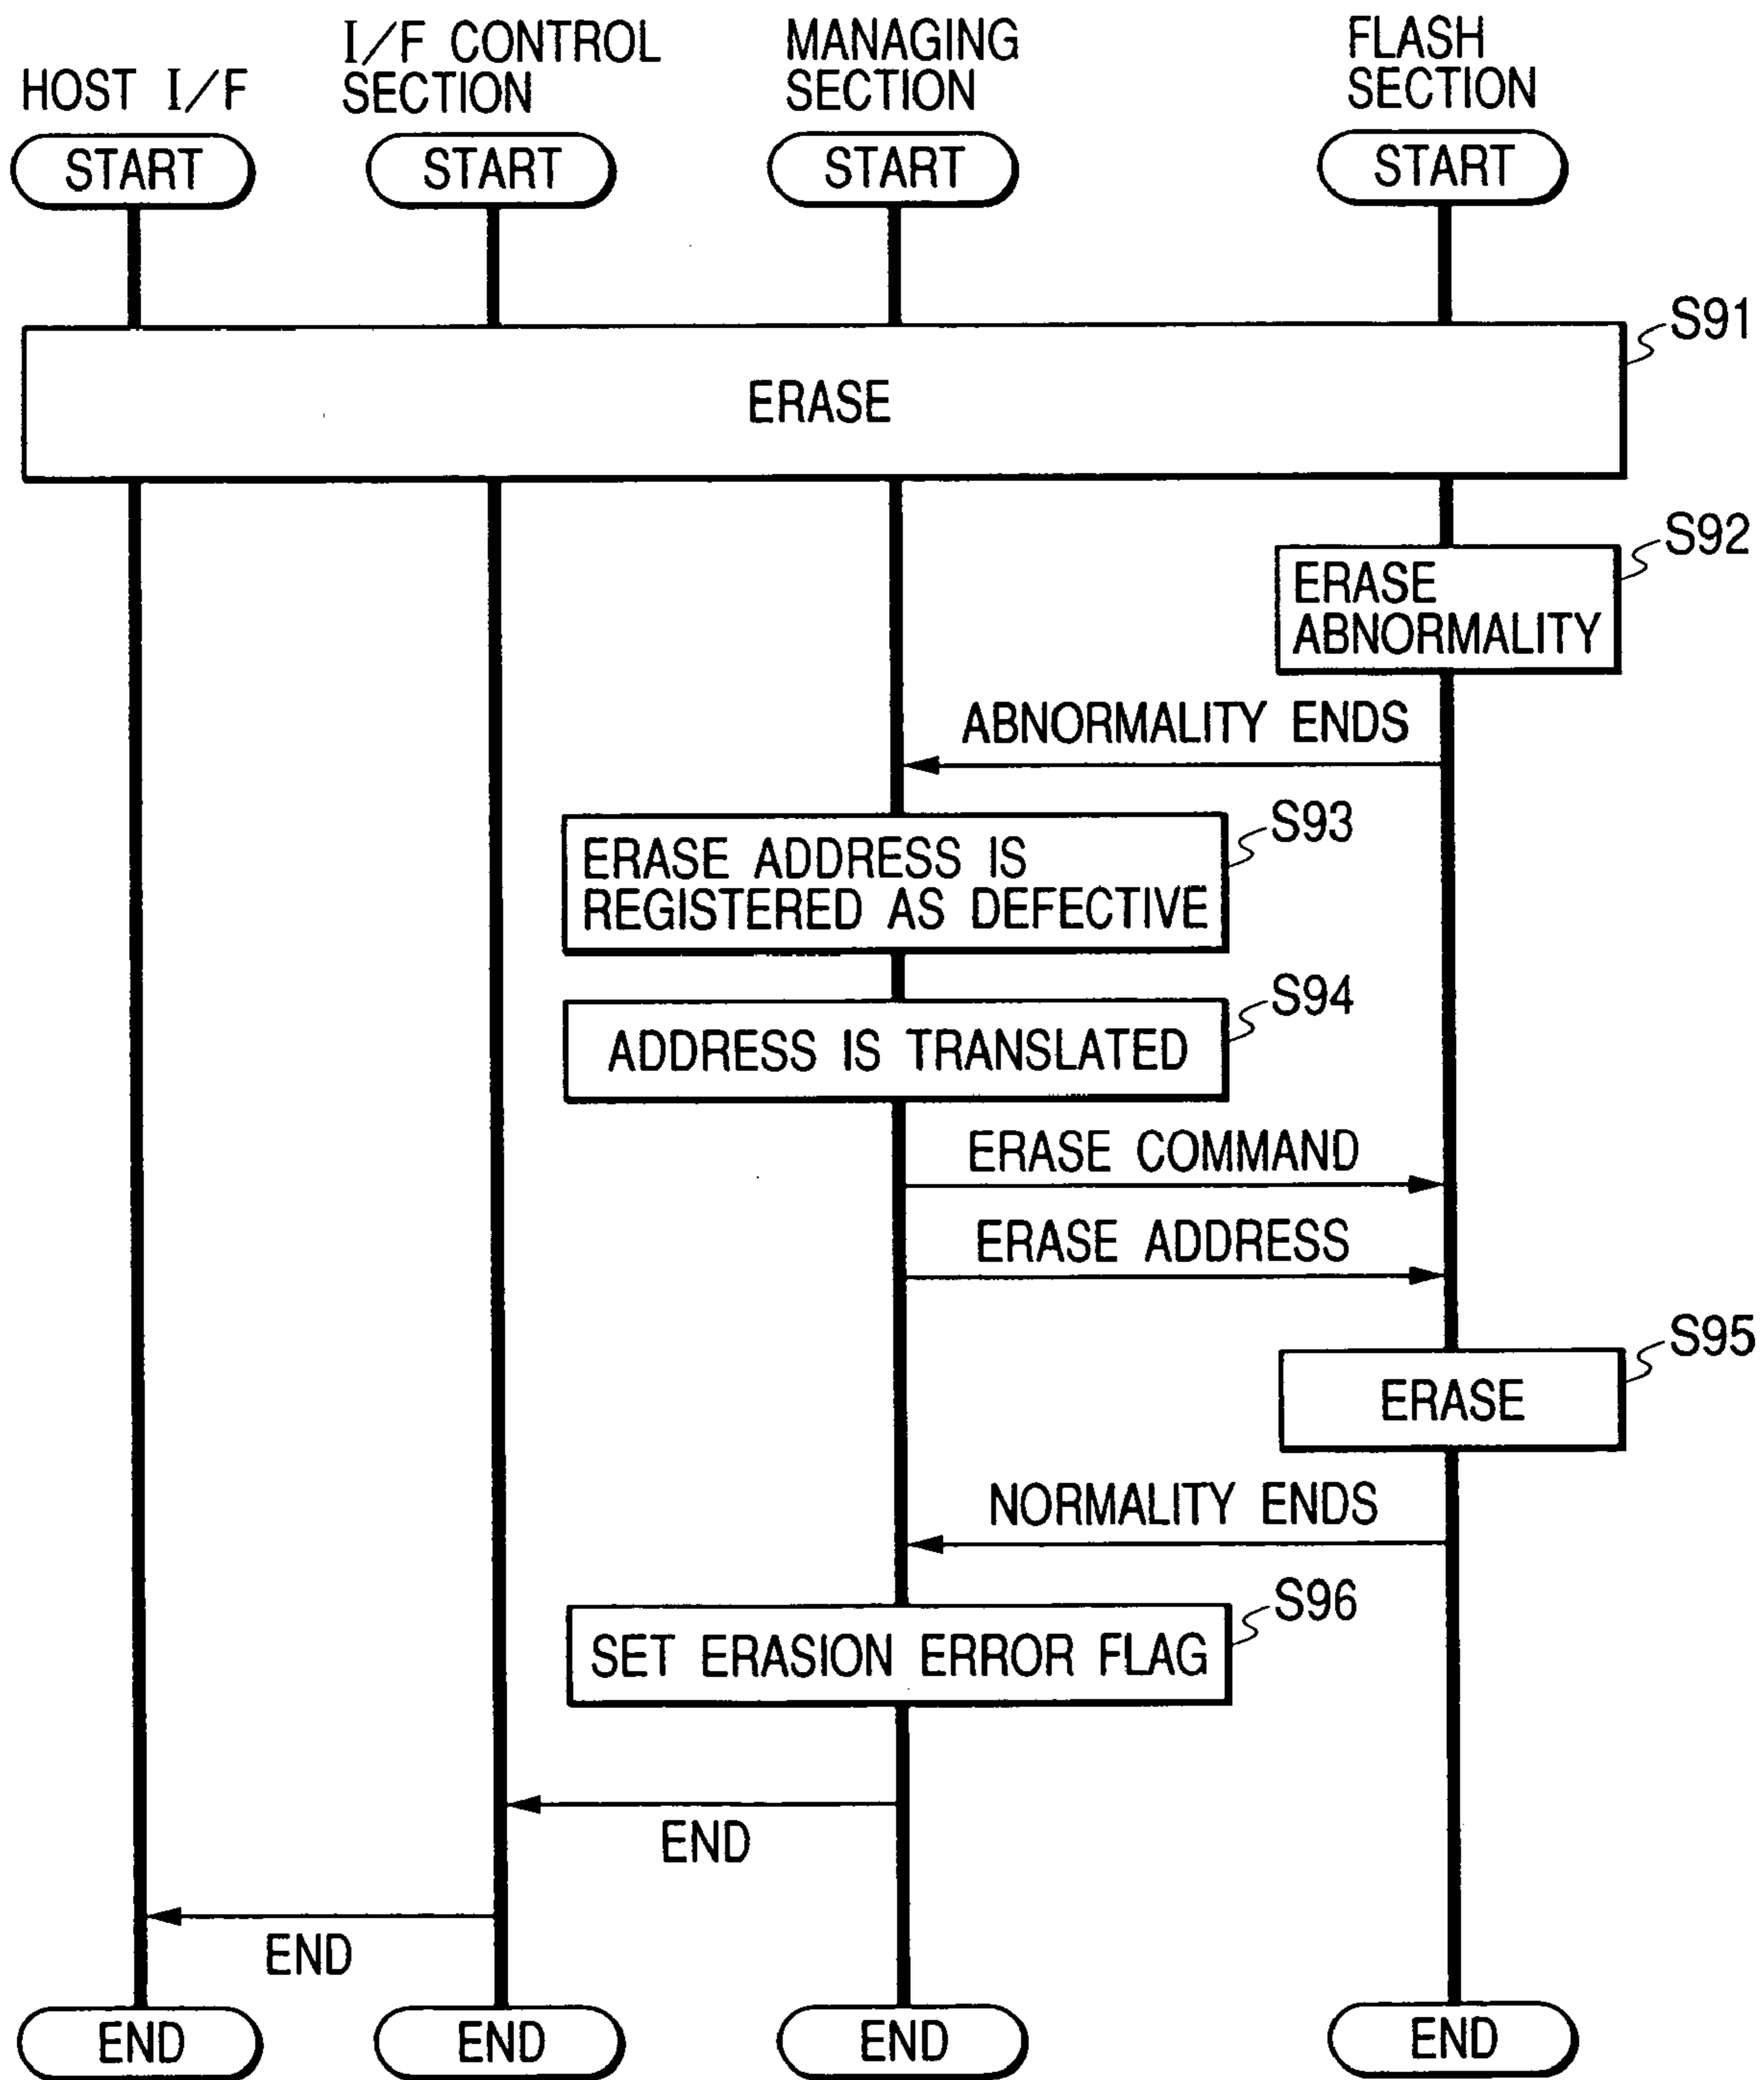 HOST I/F
I/F CONTROL
SECTION
MANAGING
SECTION
FLASH
SECTION
START
START
START
START
S91
ERASE
S92
ERASE
ABNORMALITY
ABNORMALITY ENDS
S93
ERASE ADDRESS IS
REGISTERED AS DEFECTIVE
S94
ADDRESS IS TRANSLATED
ERASE COMMAND
ERASE ADDRESS
S95
ERASE
NORMALITY ENDS
S96
SET ERASION ERROR FLAG
END
END
END
END
END
END